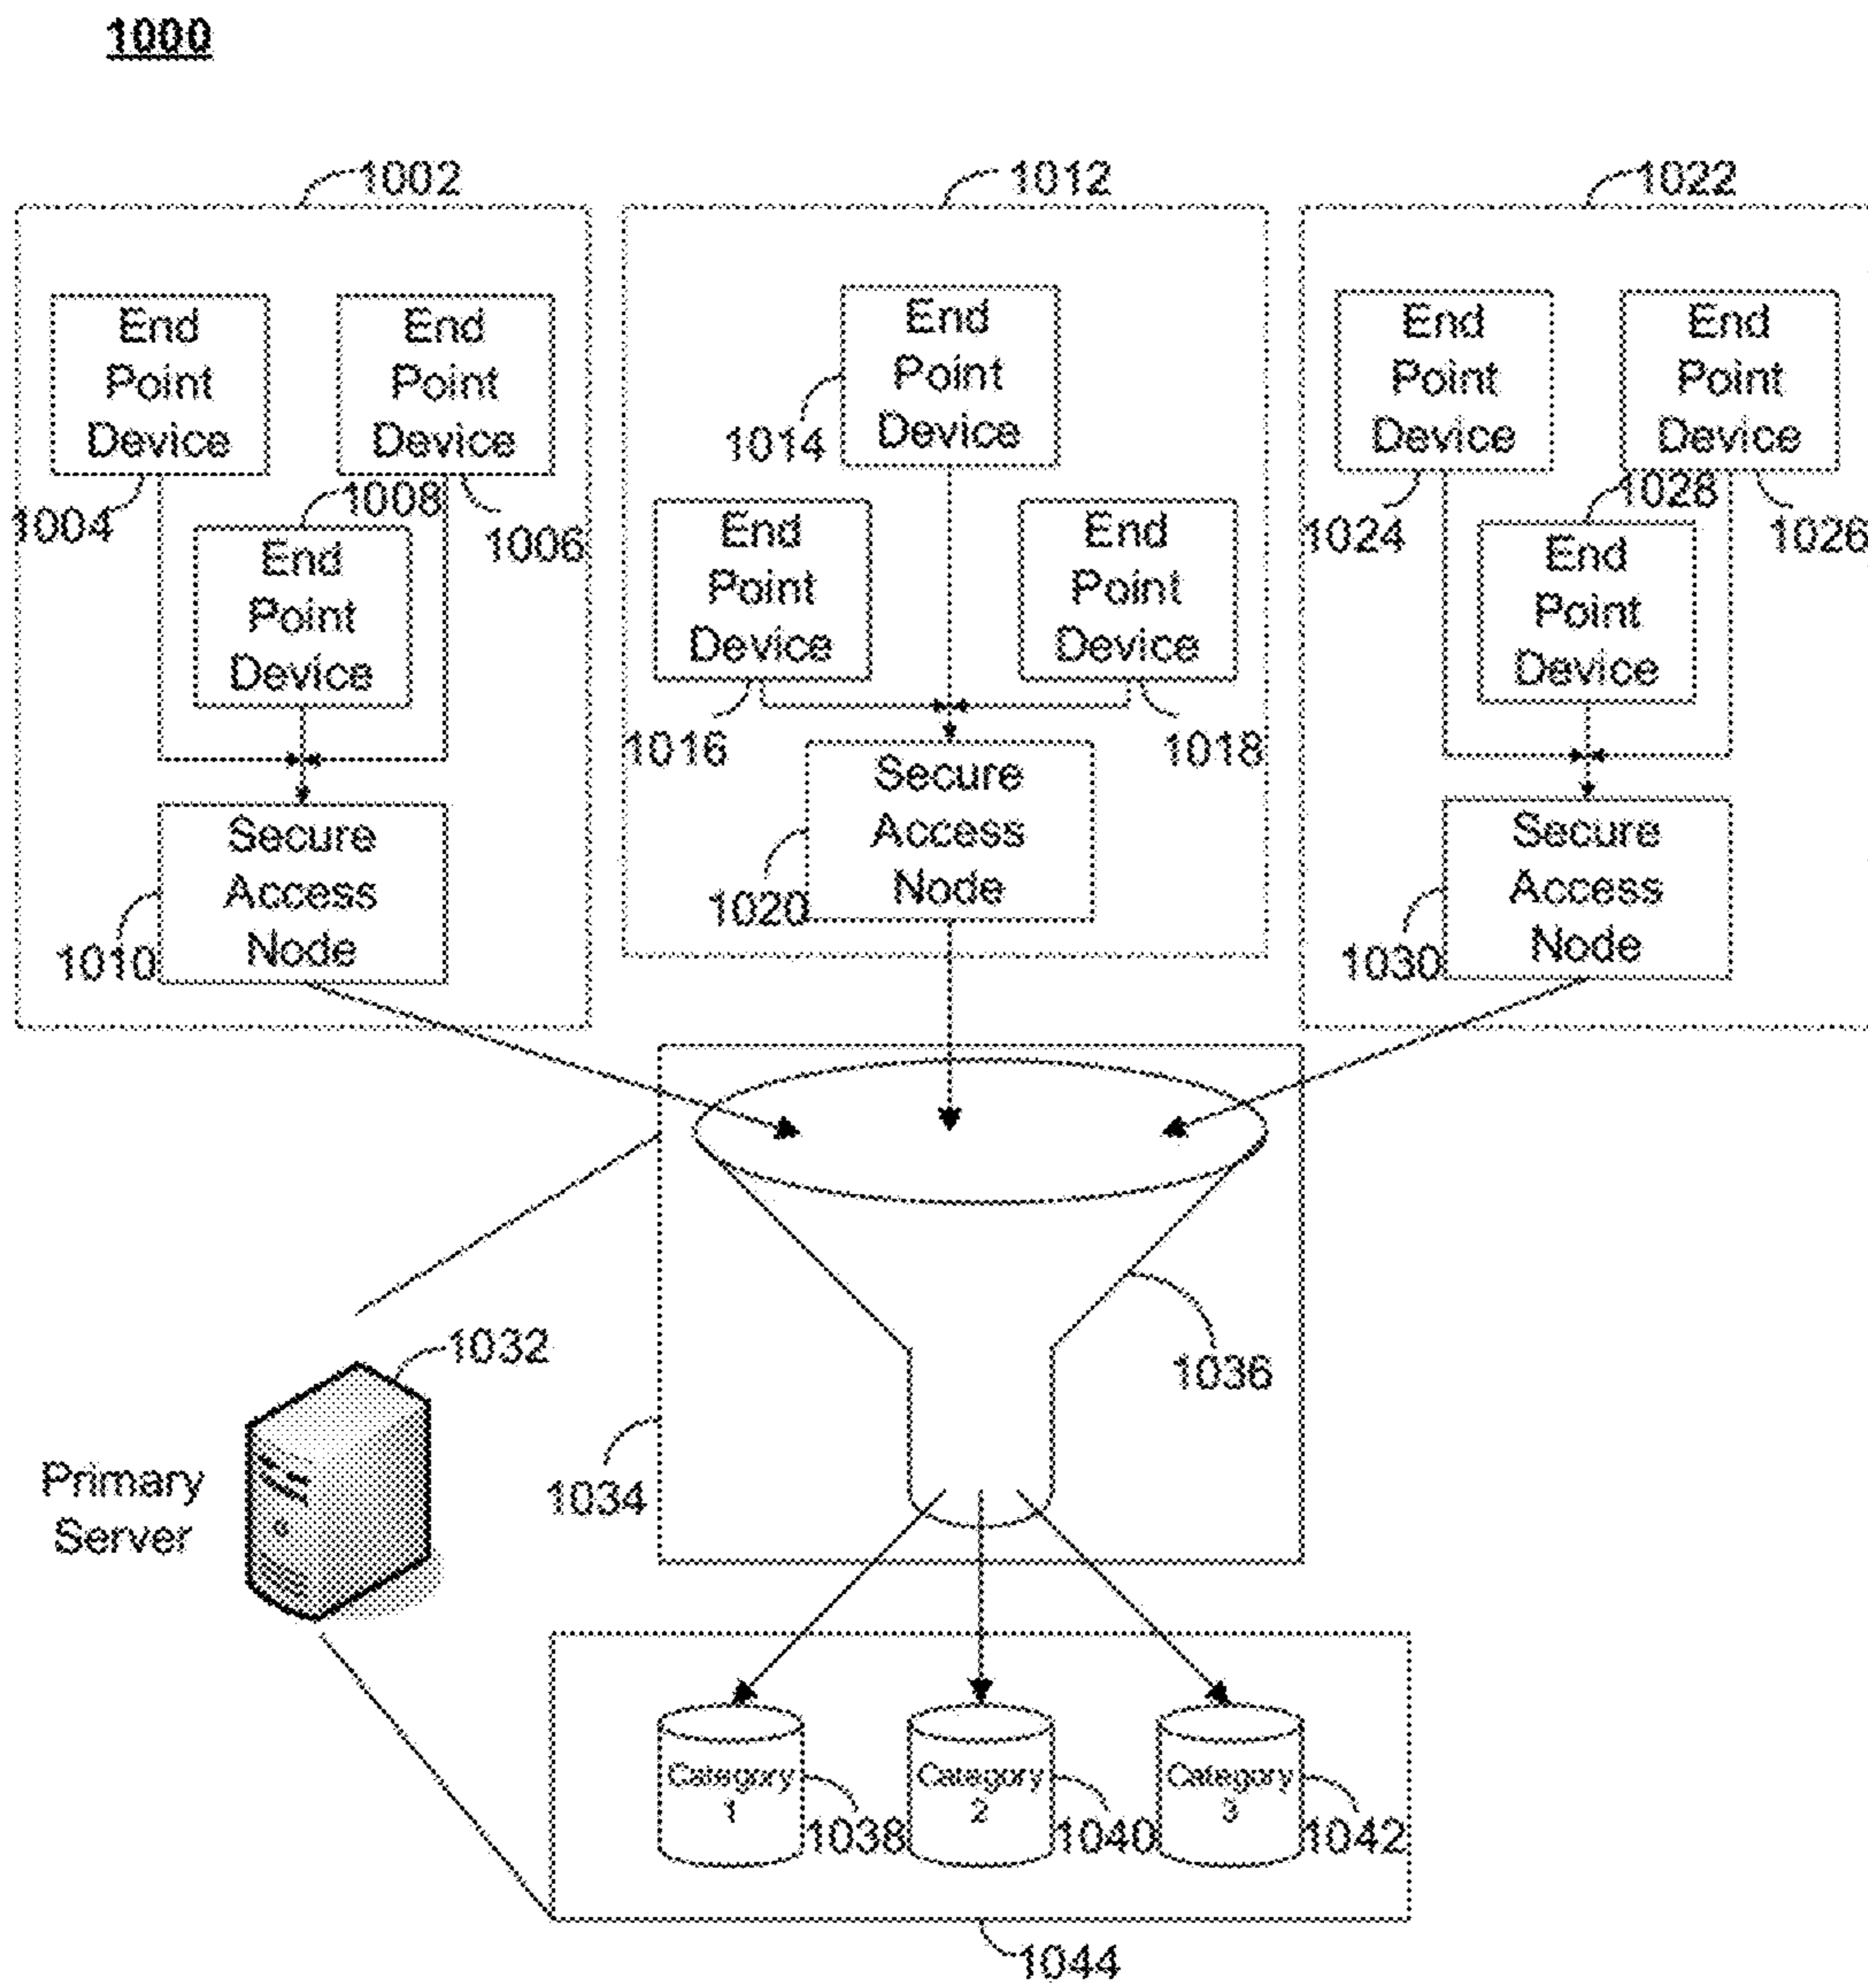 1000
1002
1012
1022
End
Point
Device
End
Point
Device
1004
1008
1006
End
Point
Device
Secure
Access
Node
1010
End
Point
Device
1014
End
Point
Device
End
Point
Device
1016
1018
Secure
Access
Node
1020
End
Point
Device
End
Point
Device
1024
1028
1026
End
Point
Device
Secure
Access
Node
1030
1032
1036
Primary
Server
1034
Category
1
1038
Category
2
1040
Category
3
1042
1044